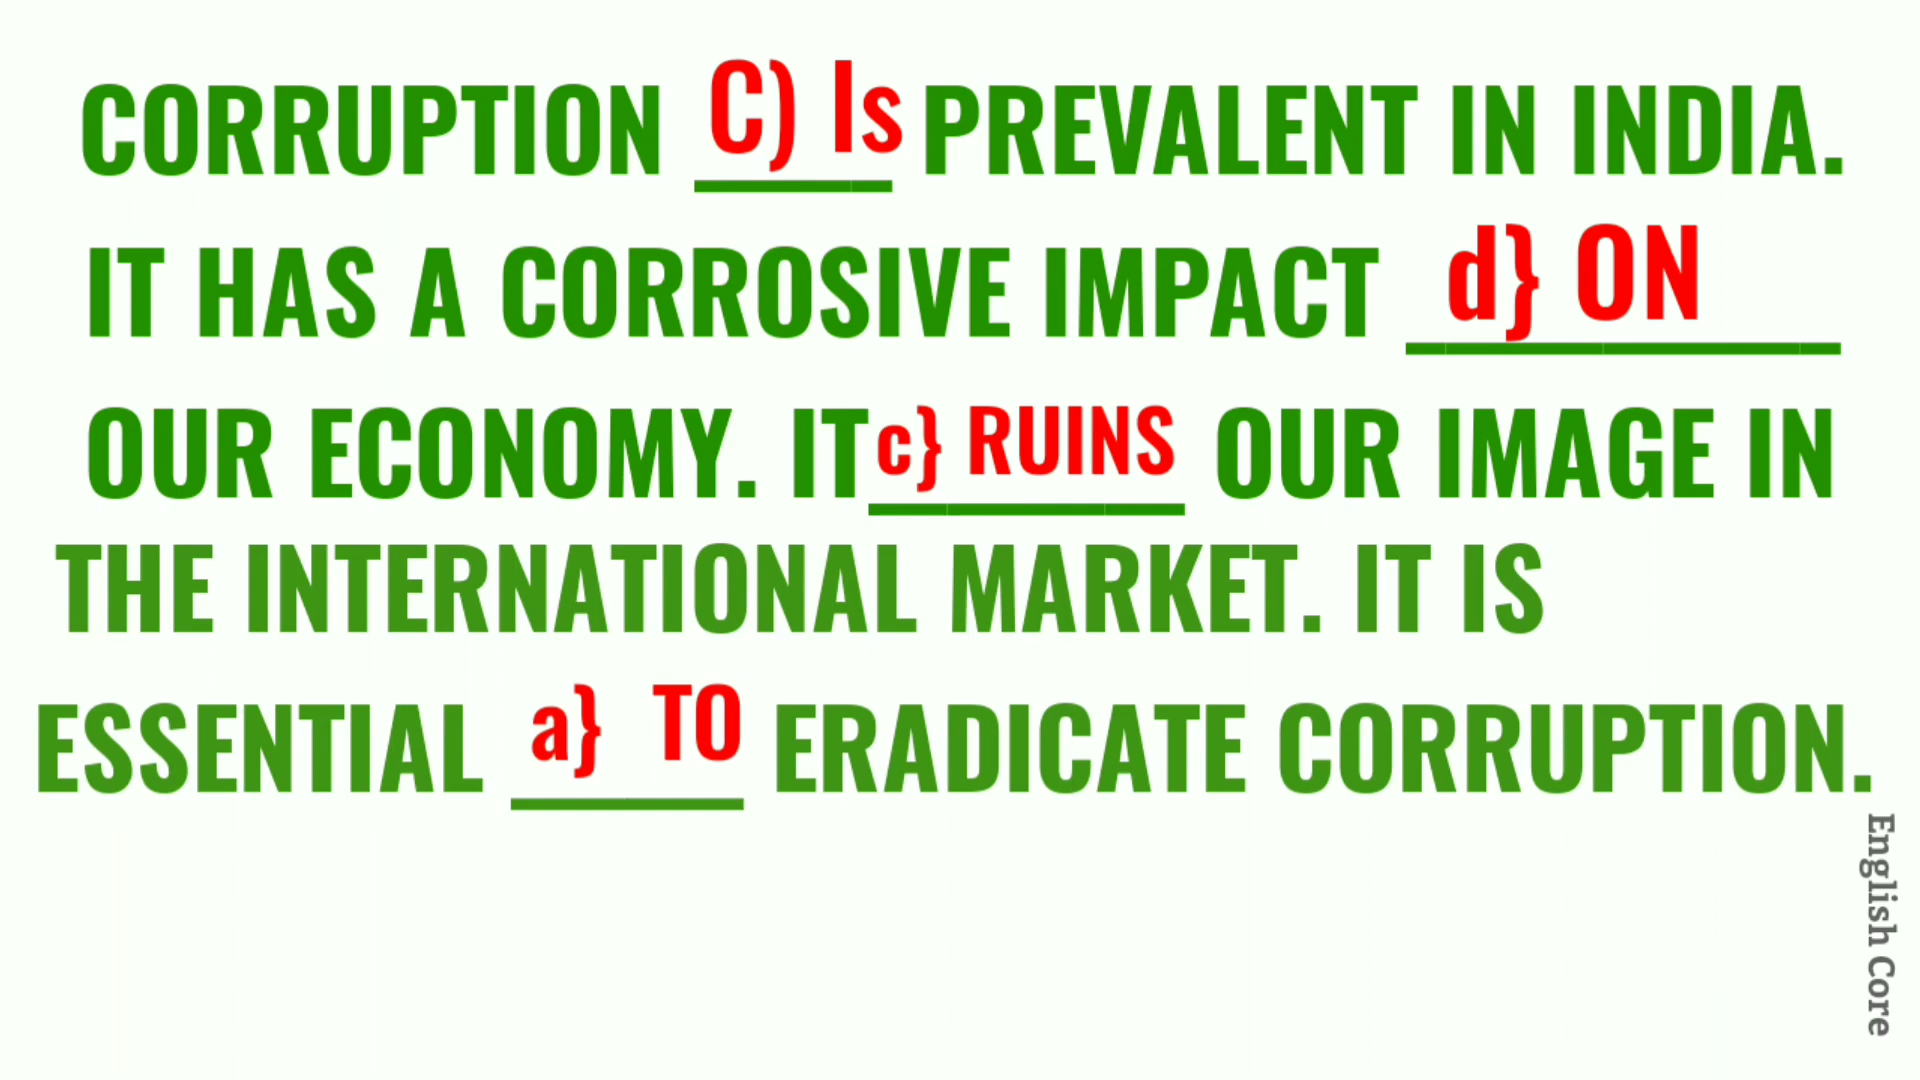 CORRUPTION C) Is PREVALENT IN INDIA.
IT HAS A CORROSIVE IMPACT d} ON
OUR ECONOMY. IT c} RUINS OUR IMAGE IN
THE INTERNATIONAL MARKET. IT IS
ESSENTIAL a} TO ERADICATE CORRUPTION.
English Core